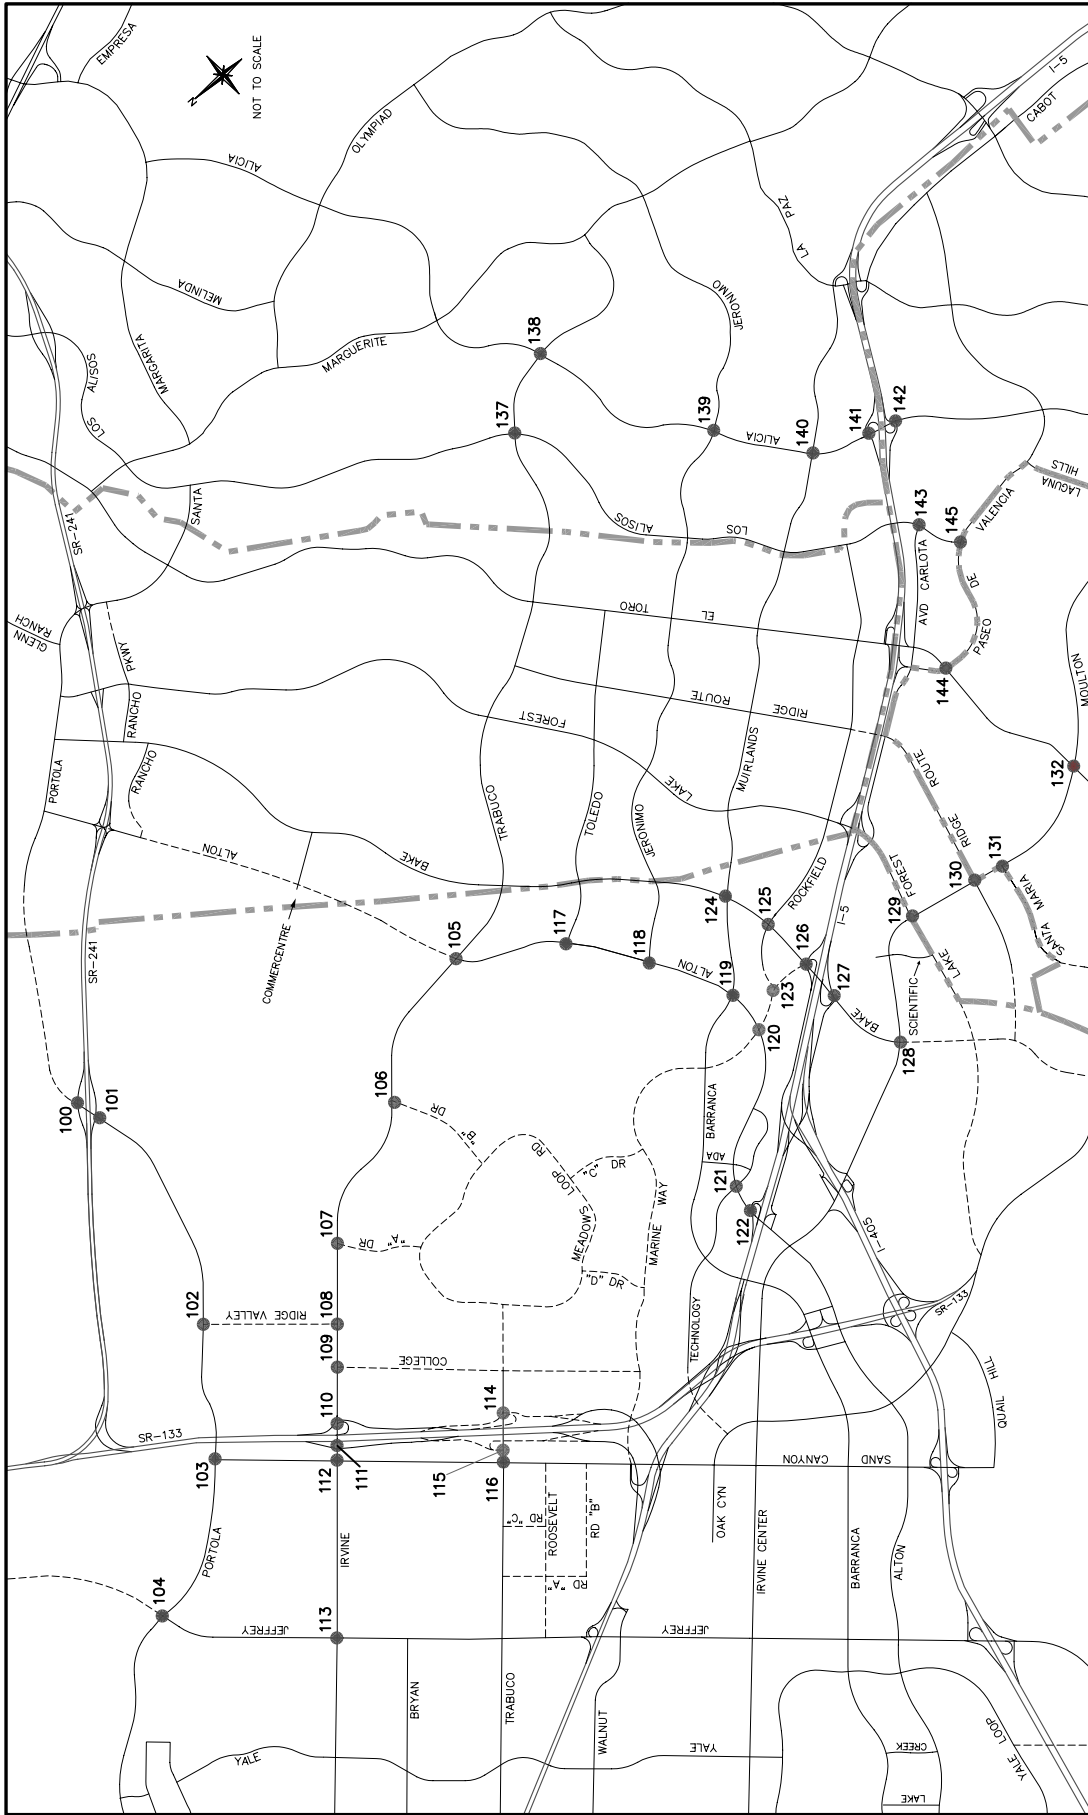 EMPRESA
N
NOT TO SCALE
OLYMPIAD
ALICIA
MELINDA
MARGUERITE
MARGARITA
LOS
ALISOS
SANTA
SR-241
GLENN
RANCH
PKWY
RANCHO
RANCHO
PORTOLA
ALTON
COMMERCENTRE
BAKE
SR-241
100
101
102
103
104
105
106
107
108
109
110
111
112
113
114
115
116
117
118
119
120
121
122
123
124
125
126
127
128
129
130
131
132
137
138
139
140
141
142
143
144
145
LA
PAZ
JERONIMO
I-5
CABOT
ALICIA
LOS
ALISOS
EL
TORO
RIDGE
ROUTE
LAKE
FOREST
TRABUCO
TOLEDO
JERONIMO
MUIRLANDS
ROCKFIELD
I-5
AVD CARLOTA
PASEO
DE
VALENCIA
LAGUNA
HILLS
MOULTON
RIDGE
ROUTE
SANTA MARIA
LAKE
FOREST
SCIENTIFIC
BAKE
ALTON
BARRANCA
ADA
MARINE WAY
"B"
DR
LOOP RD
MEADOWS
"C" DR
"D" DR
"A"
DR
RIDGE VALLEY
COLLEGE
TECHNOLOGY
SR-133
I-405
SR-133
QUAIL
HILL
SAND
CANYON
OAK CYN
IRVINE CENTER
BARRANCA
ALTON
IRVINE
PORTOLA
JEFFREY
JEFFREY
ROOSEVELT
RD "B"
RD "C"
RD "A"
BRYAN
TRABUCO
WALNUT
YALE
YALE
CREEK
LAKE
YALE LOOP